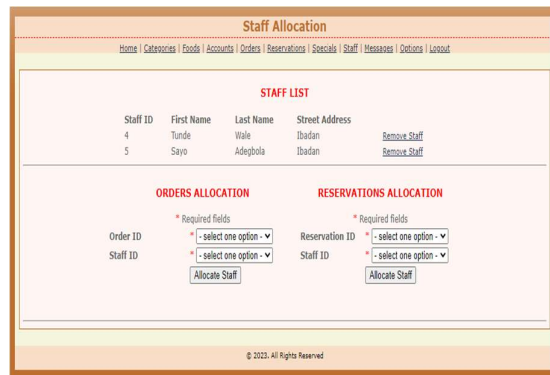 Staff Allocation
Home | Categories | Foods | Accounts | Orders | Reservations | Specials | Staff | Messages | Options | Logout
STAFF LIST
Staff ID First Name Last Name Street Address
4 Tunde Wale Ibadan Remove Staff
5 Sayo Adegbola Ibadan Remove Staff
ORDERS ALLOCATION
* Required fields
Order ID * - select one option -
Staff ID * - select one option -
Allocate Staff
RESERVATIONS ALLOCATION
* Required fields
Reservation ID * - select one option -
Staff ID * - select one option -
Allocate Staff
© 2023. All Rights Reserved